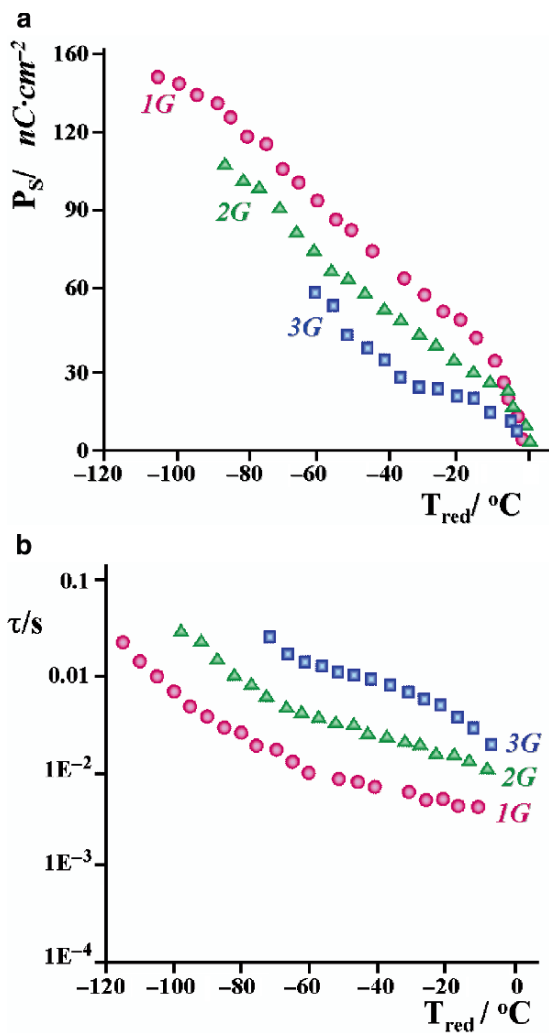 a
160
120
90
60
30
0
P_S/ nC·cm⁻²
1G
2G
3G
−120 −100 −80 −60 −40 −20
T_red/ °C
b
0.1
τ/s
0.01
1E⁻²
1E⁻³
1E⁻⁴
3G
2G
1G
−120 −100 −80 −60 −40 −20 0
T_red/ °C